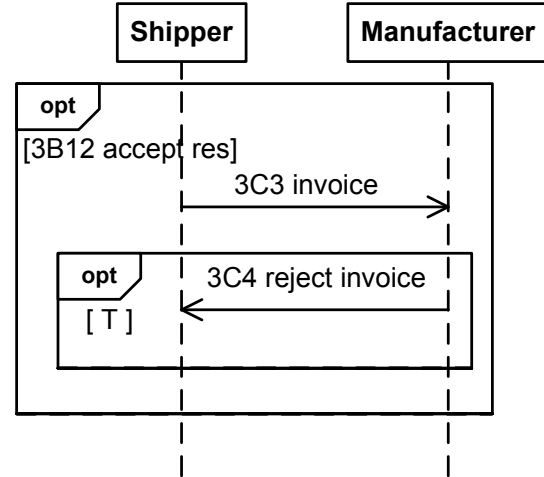 Shipper
Manufacturer
opt
[3B12 accept res]
3C3 invoice
opt
3C4 reject invoice
[ T ]